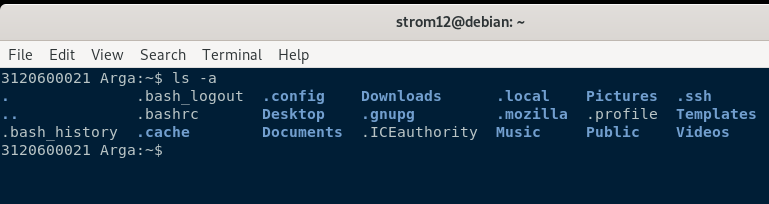 strom12@debian: ~
File Edit View Search Terminal Help
3120600021 Arga:~$ ls -a
. .bash_logout .config Downloads .local Pictures .ssh
.. .bashrc Desktop .gnupg .mozilla .profile Templates
.bash_history .cache Documents .ICEauthority Music Public Videos
3120600021 Arga:~$